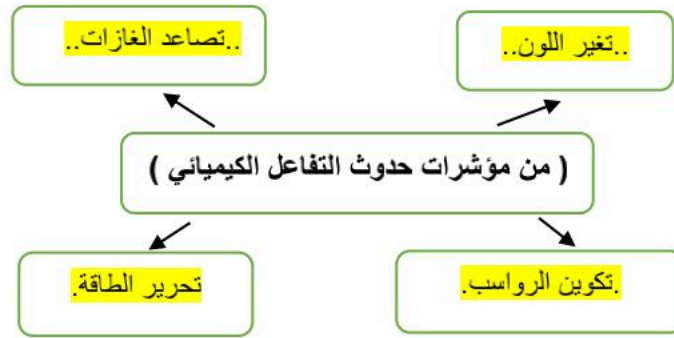 ..تغير اللون..
..تصاعد الغازات..
( من مؤشرات حدوث التفاعل الكيميائي )
.تكوين الرواسب.
تحرير الطاقة.